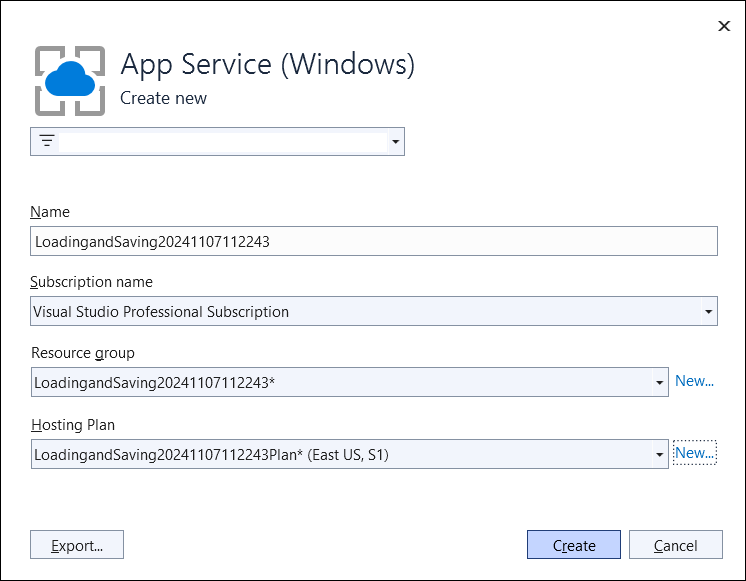 App Service (Windows)
Create new
Name
LoadingandSaving20241107112243
Subscription name
Visual Studio Professional Subscription
Resource group
LoadingandSaving20241107112243*
New...
Hosting Plan
LoadingandSaving20241107112243Plan* (East US, S1)
New...
Export...
Create
Cancel